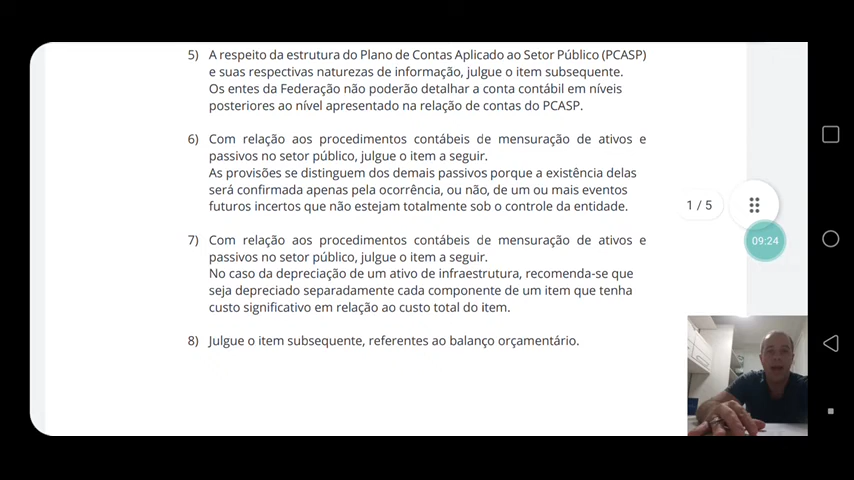 5) A respeito da estrutura do Plano de Contas Aplicado ao Setor Público (PCASP)
e suas respectivas naturezas de informação, julgue o item subsequente.
Os entes da Federação não poderão detalhar a conta contábil em níveis
posteriores ao nível apresentado na relação de contas do PCASP.
6) Com relação aos procedimentos contábeis de mensuração de ativos e
passivos no setor público, julgue o item a seguir.
As provisões se distinguem dos demais passivos porque a existência delas
será confirmada apenas pela ocorrência, ou não, de um ou mais eventos
futuros incertos que não estejam totalmente sob o controle da entidade.
1 / 5
09:24
7) Com relação aos procedimentos contábeis de mensuração de ativos e
passivos no setor público, julgue o item a seguir.
No caso da depreciação de um ativo de infraestrutura, recomenda-se que
seja depreciado separadamente cada componente de um item que tenha
custo significativo em relação ao custo total do item.
8) Julgue o item subsequente, referentes ao balanço orçamentário.